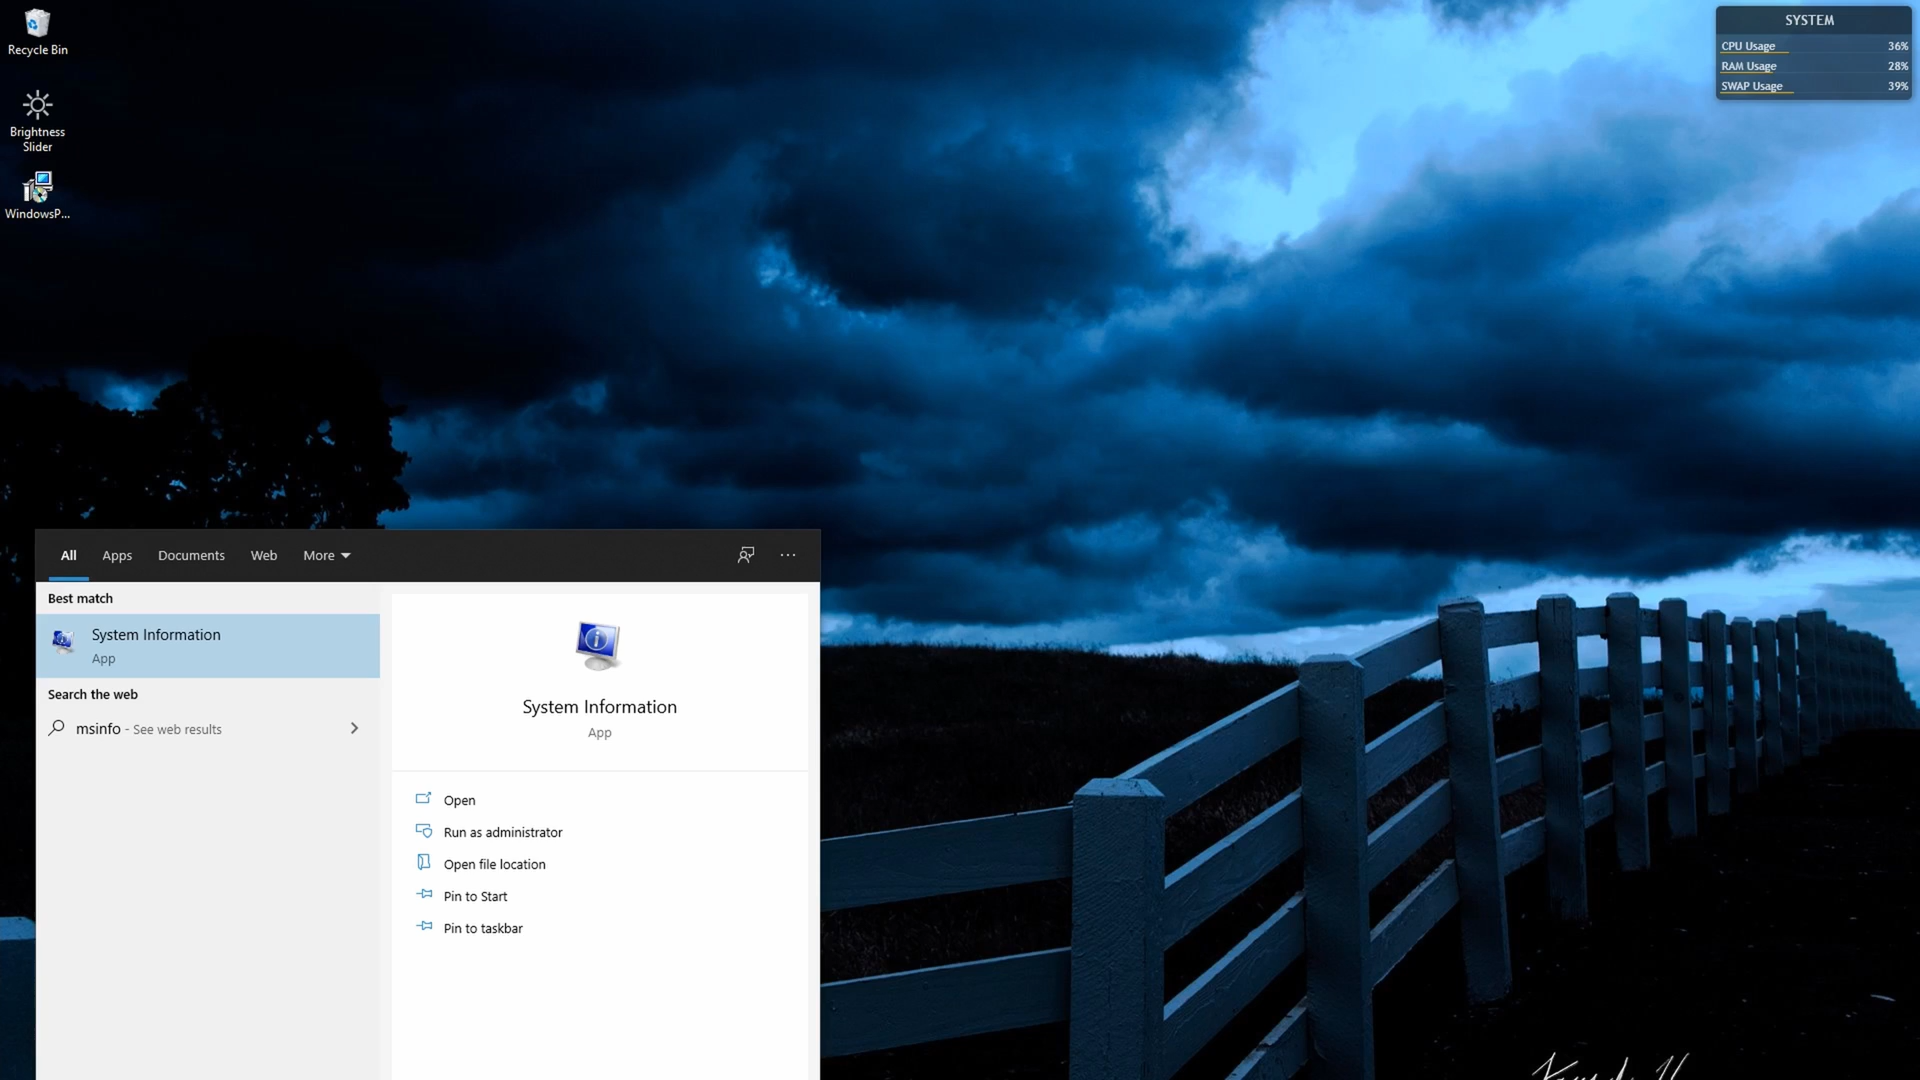 Recycle Bin
Brightness
Slider
WindowsP...
SYSTEM
CPU Usage 36%
RAM Usage 28%
SWAP Usage 39%
All Apps Documents Web More
Best match
System Information
App
Search the web
msinfo - See web results
System Information
App
Open
Run as administrator
Open file location
Pin to Start
Pin to taskbar